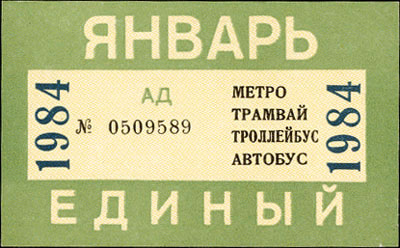 ЯНВАРЬ
1984
АД
№ 0509589
МЕТРО
ТРАМВАЙ
ТРОЛЛЕЙБУС
АВТОБУС
1984
ЕДИНЫЙ